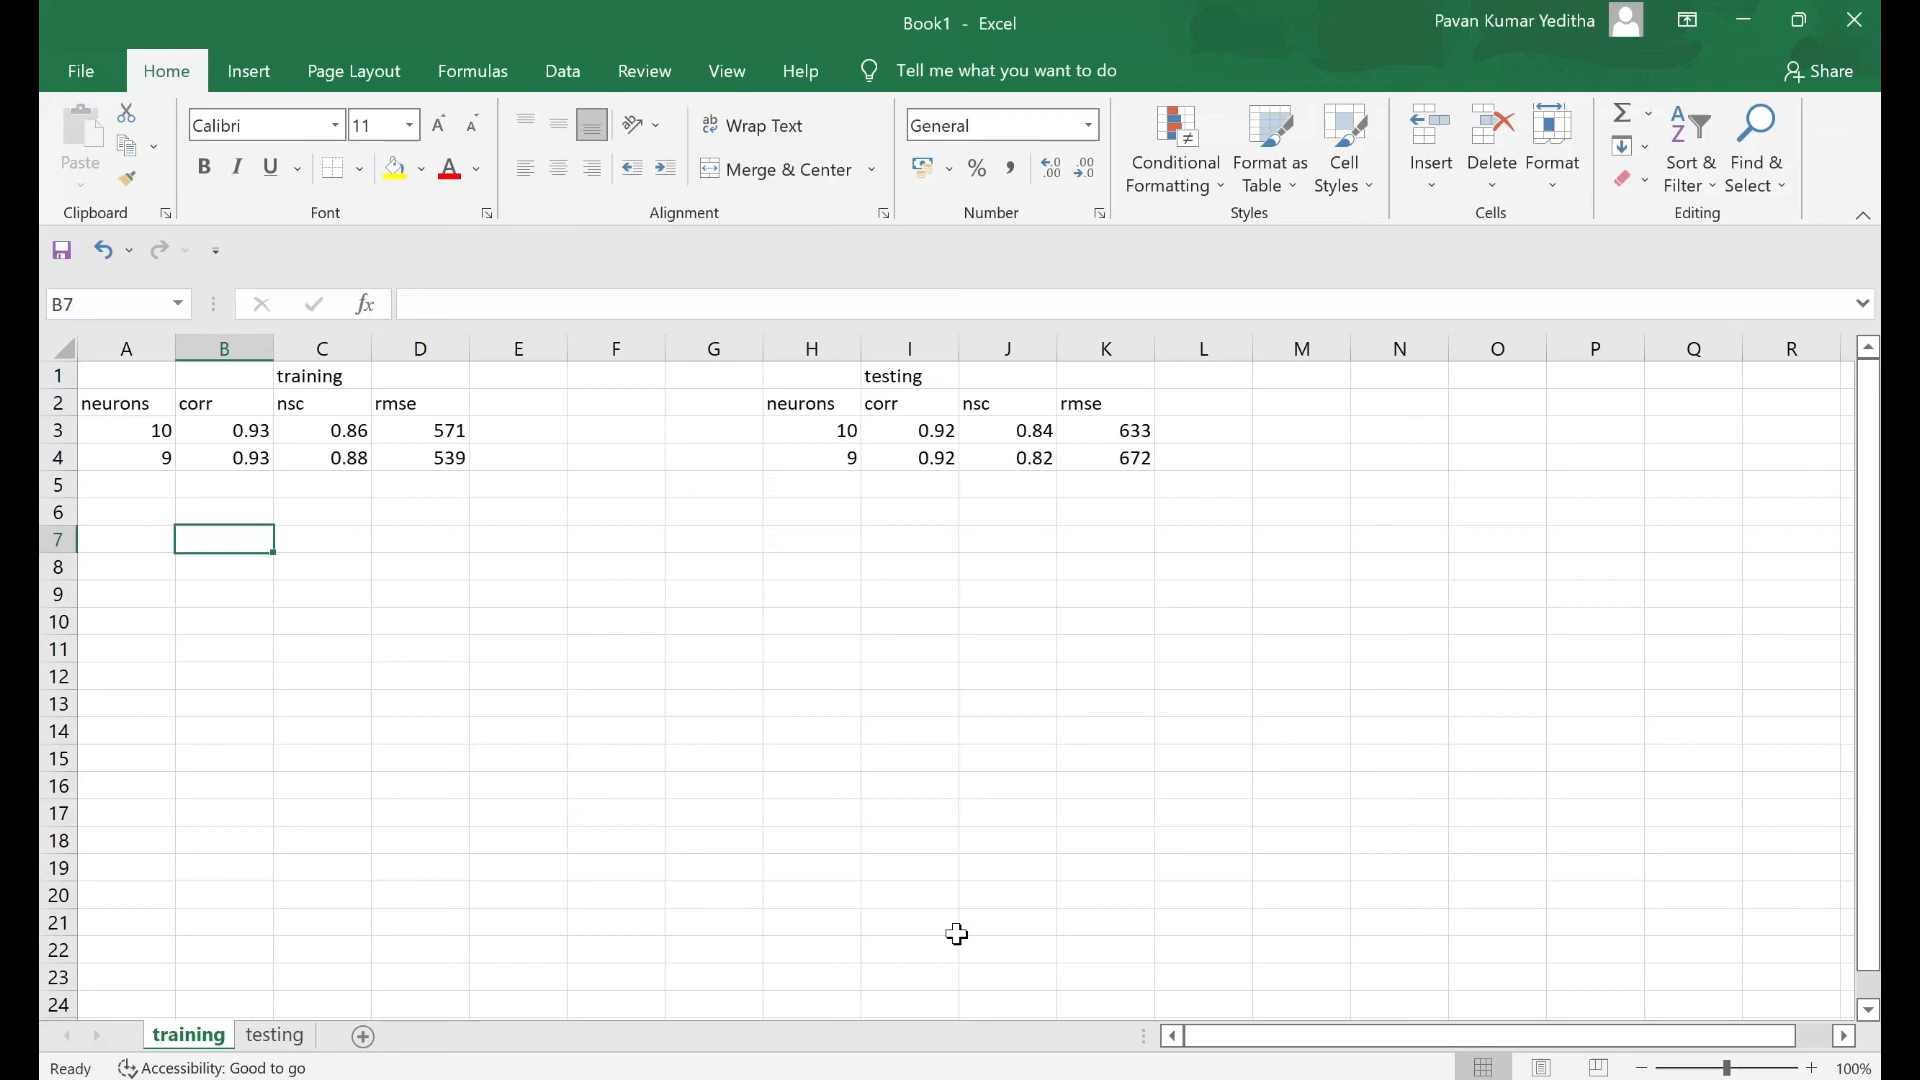 Book1 - Excel
Pavan Kumar Yeditha
File Home Insert Page Layout Formulas Data Review View Help Tell me what you want to do Share
Calibri 11 Wrap Text General
Paste B I U Merge & Center % Conditional Formatting Format as Table Cell Styles Insert Delete Format Sort & Filter Find & Select
Clipboard Font Alignment Number Styles Cells Editing
B7 fx
A B C D E F G H I J K L M N O P Q R
1 training testing
2 neurons corr nsc rmse neurons corr nsc rmse
3 10 0.93 0.86 571 10 0.92 0.84 633
4 9 0.93 0.88 539 9 0.92 0.82 672
5
6
7
8
9
10
11
12
13
14
15
16
17
18
19
20
21
22
23
24
training testing
Ready Accessibility: Good to go 100%